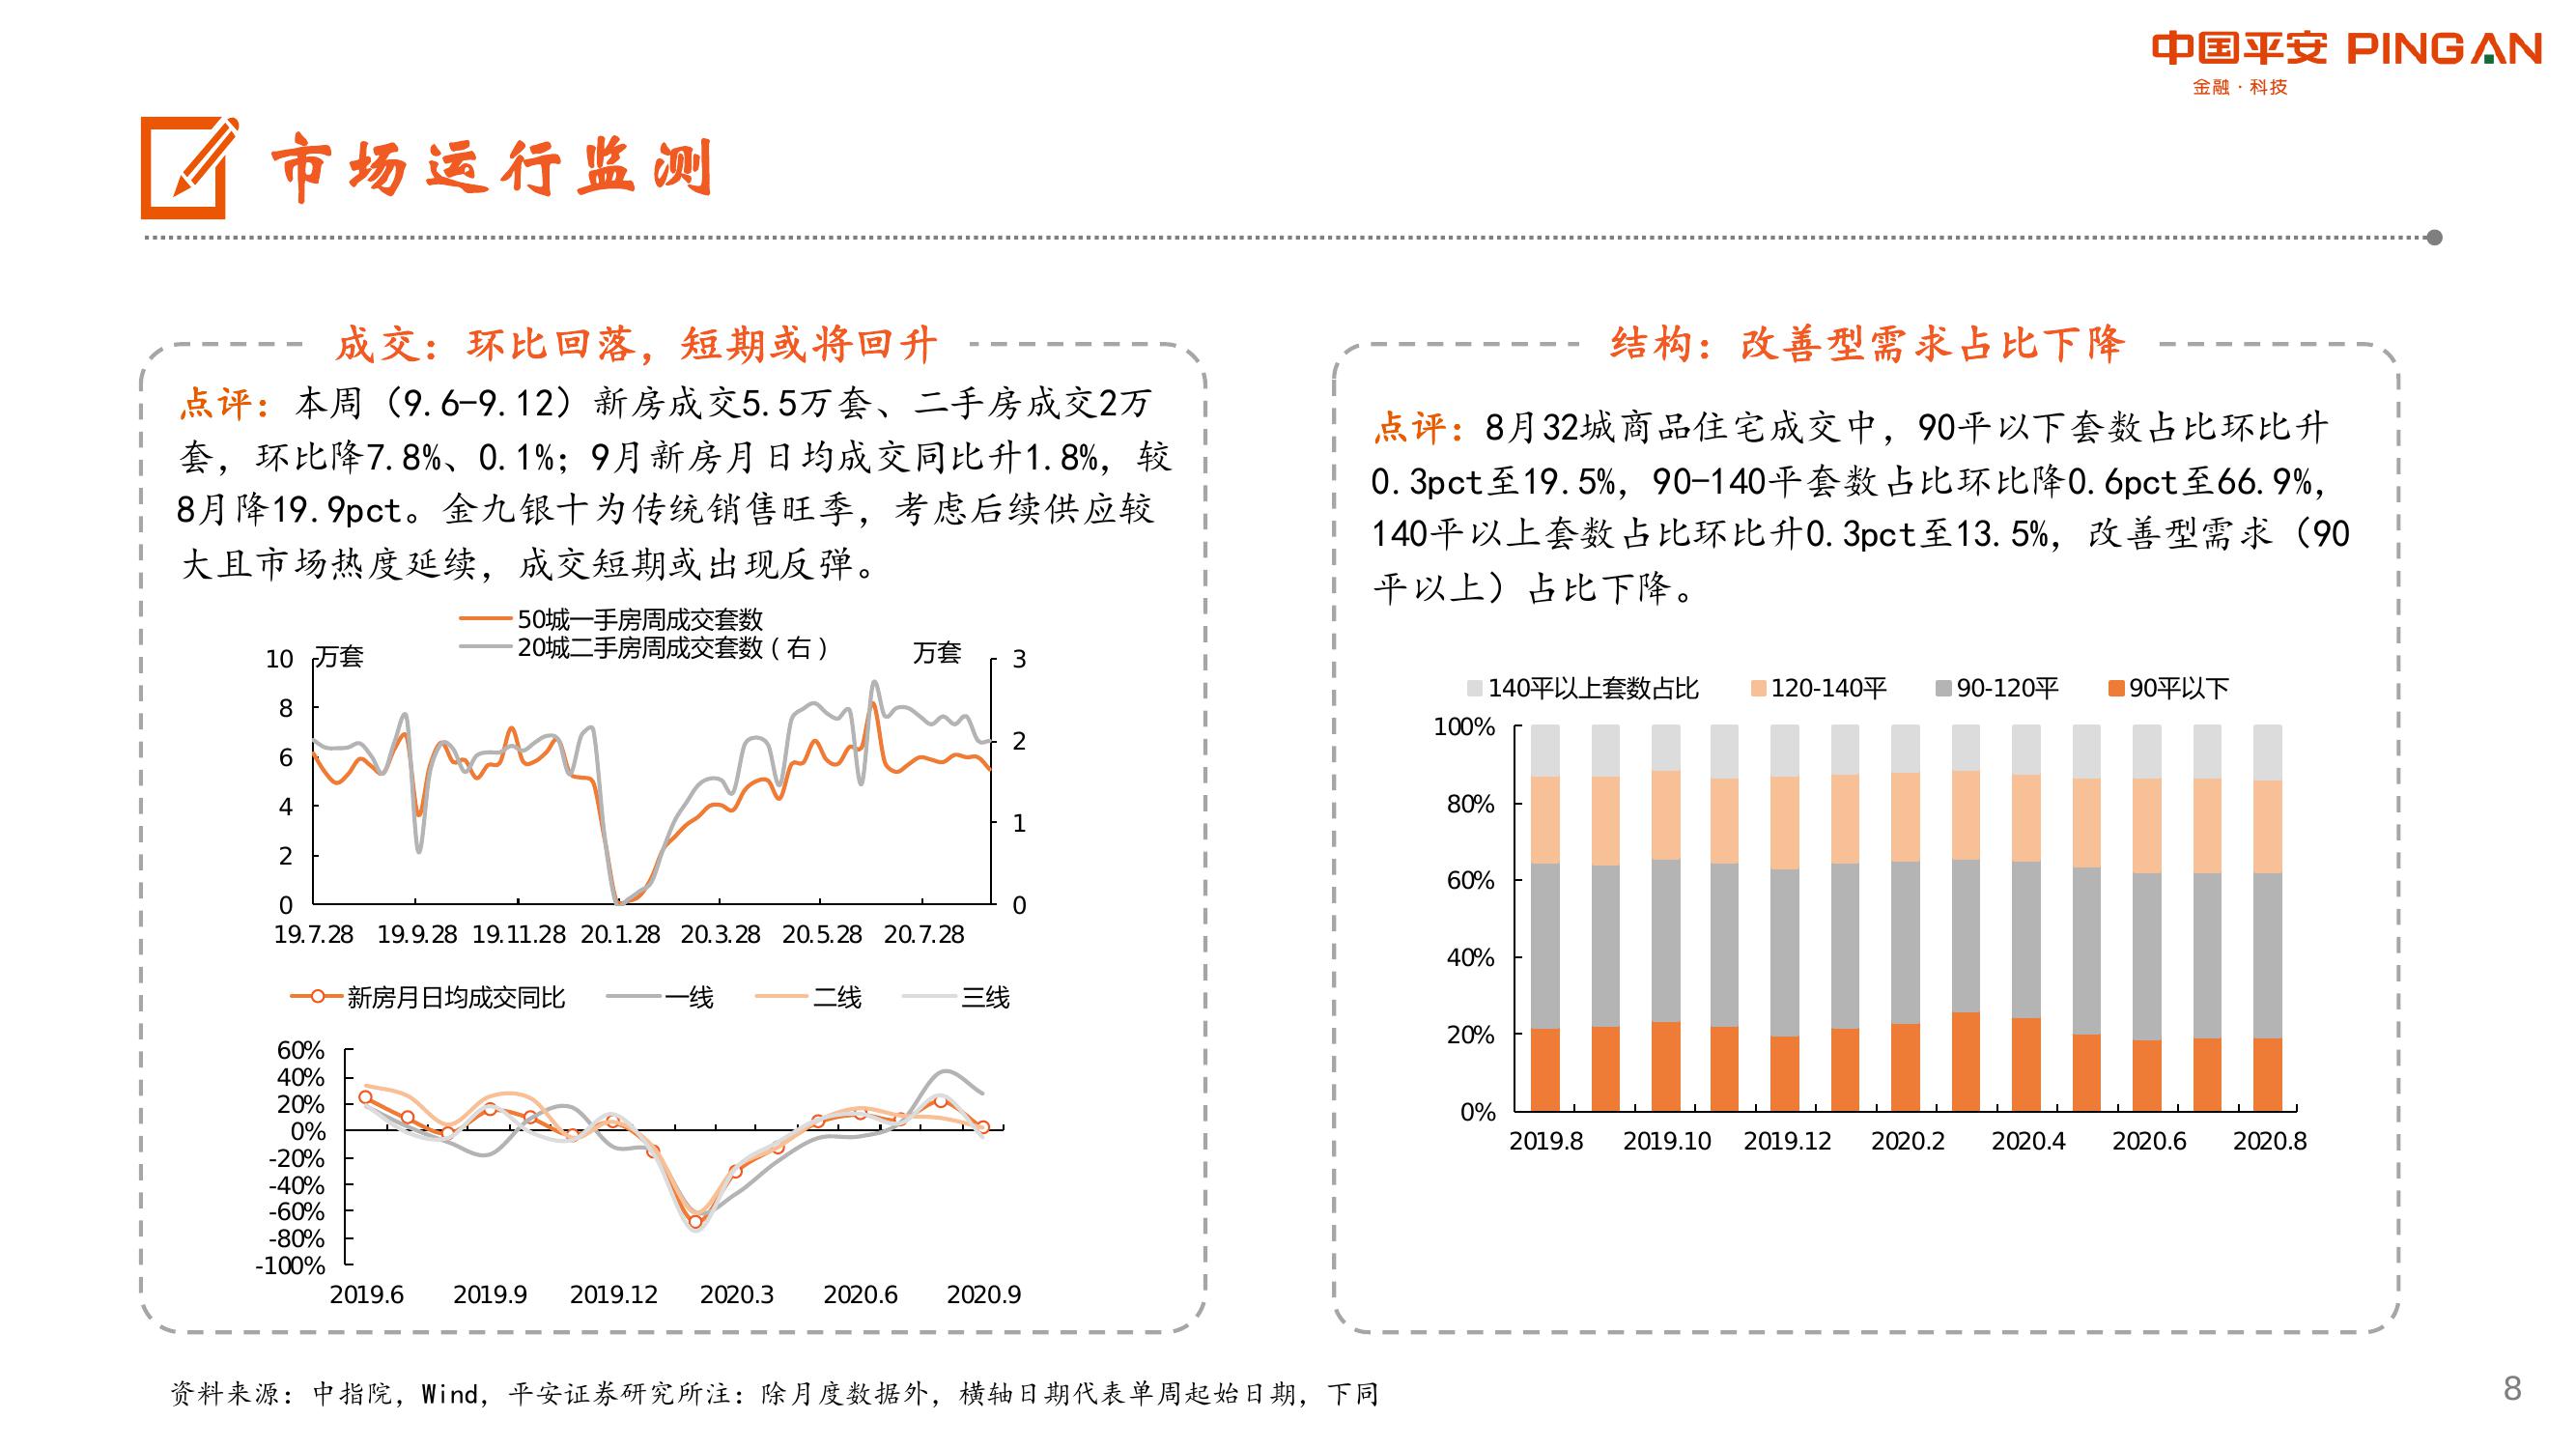 中国平安 PINGAN
金融·科技
市场运行监测
成交：环比回落，短期或将回升
点评：本周（9.6-9.12）新房成交5.5万套、二手房成交2万
套，环比降7.8%、0.1%；9月新房月日均成交同比升1.8%，较
8月降19.9pct。金九银十为传统销售旺季，考虑后续供应较
大且市场热度延续，成交短期或出现反弹。
50城一手房周成交套数
20城二手房周成交套数（右）
万套
万套
10
8
6
4
2
0
3
2
1
0
19.7.28 19.9.28 19.11.28 20.1.28 20.3.28 20.5.28 20.7.28
新房月日均成交同比 一线 二线 三线
60%
40%
20%
0%
-20%
-40%
-60%
-80%
-100%
2019.6 2019.9 2019.12 2020.3 2020.6 2020.9
结构：改善型需求占比下降
点评：8月32城商品住宅成交中，90平以下套数占比环比升
0.3pct至19.5%，90-140平套数占比环比降0.6pct至66.9%，
140平以上套数占比环比升0.3pct至13.5%，改善型需求（90
平以上）占比下降。
140平以上套数占比 120-140平 90-120平 90平以下
100%
80%
60%
40%
20%
0%
2019.8 2019.10 2019.12 2020.2 2020.4 2020.6 2020.8
资料来源：中指院，Wind，平安证券研究所注：除月度数据外，横轴日期代表单周起始日期，下同
8